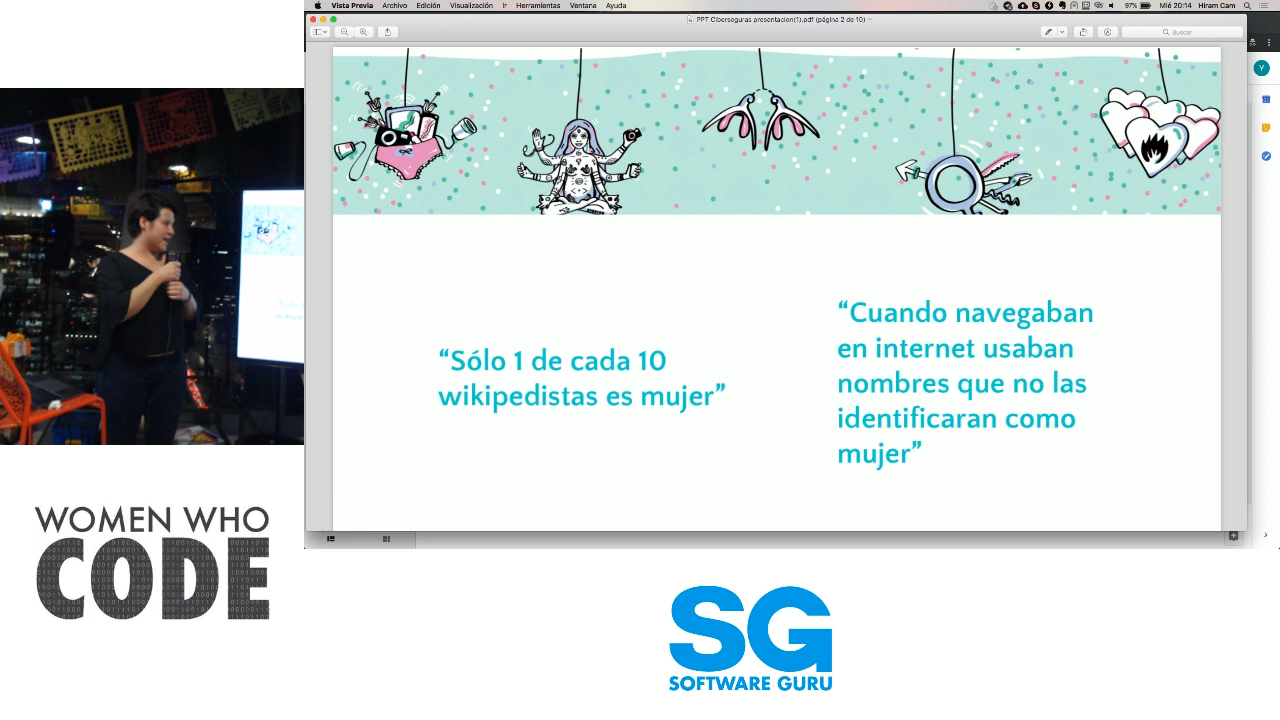 Vista Previa Archivo Edición Visualización Ir Herramientas Ventana Ayuda
97% Mié 20:14 Hiram Cam
PPT Ciberseguras presentacion(1).pdf (página 2 de 10)
Buscar
Y
“Sólo 1 de cada 10
wikipedistas es mujer”
“Cuando navegaban
en internet usaban
nombres que no las
identificaran como
mujer”
WOMEN WHO
CODE
SG
SOFTWARE GURU